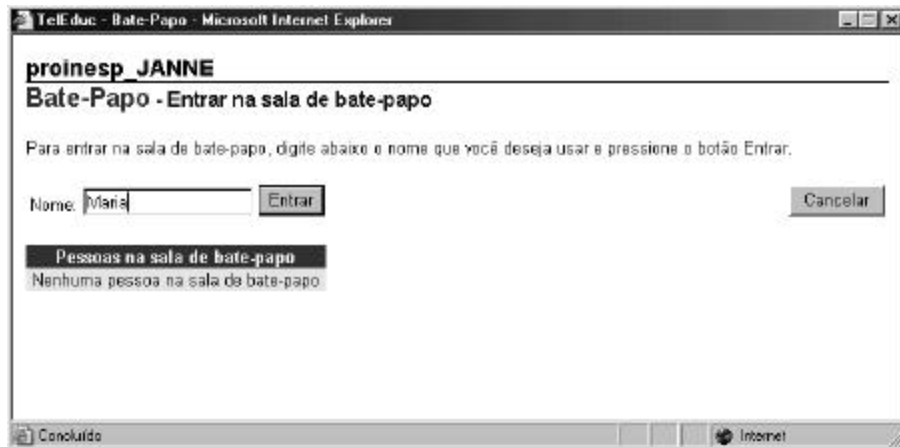 TelEduc - Bate-Papo - Microsoft Internet Explorer
proinesp_JANNE
Bate-Papo - Entrar na sala de bate-papo
Para entrar na sala de bate-papo, digite abaixo o nome que você deseja usar e pressione o botão Entrar.
Nome: Maria Entrar Cancelar
Pessoas na sala de bate-papo
Nenhuma pessoa na sala de bate-papo
Concluído Internet